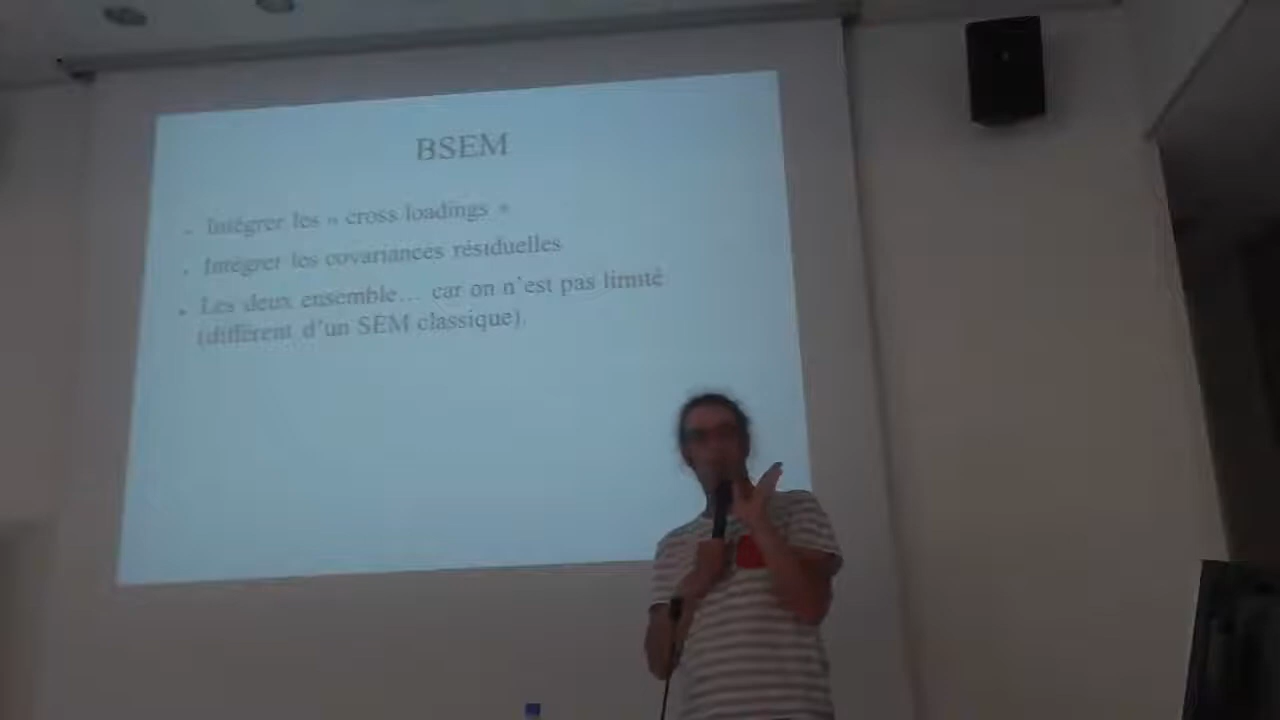 BSEM
• Intégrer les « cross loadings »
• Intégrer les covariances résiduelles
• Les deux ensemble… car on n'est pas limité
(différent d'un SEM classique).